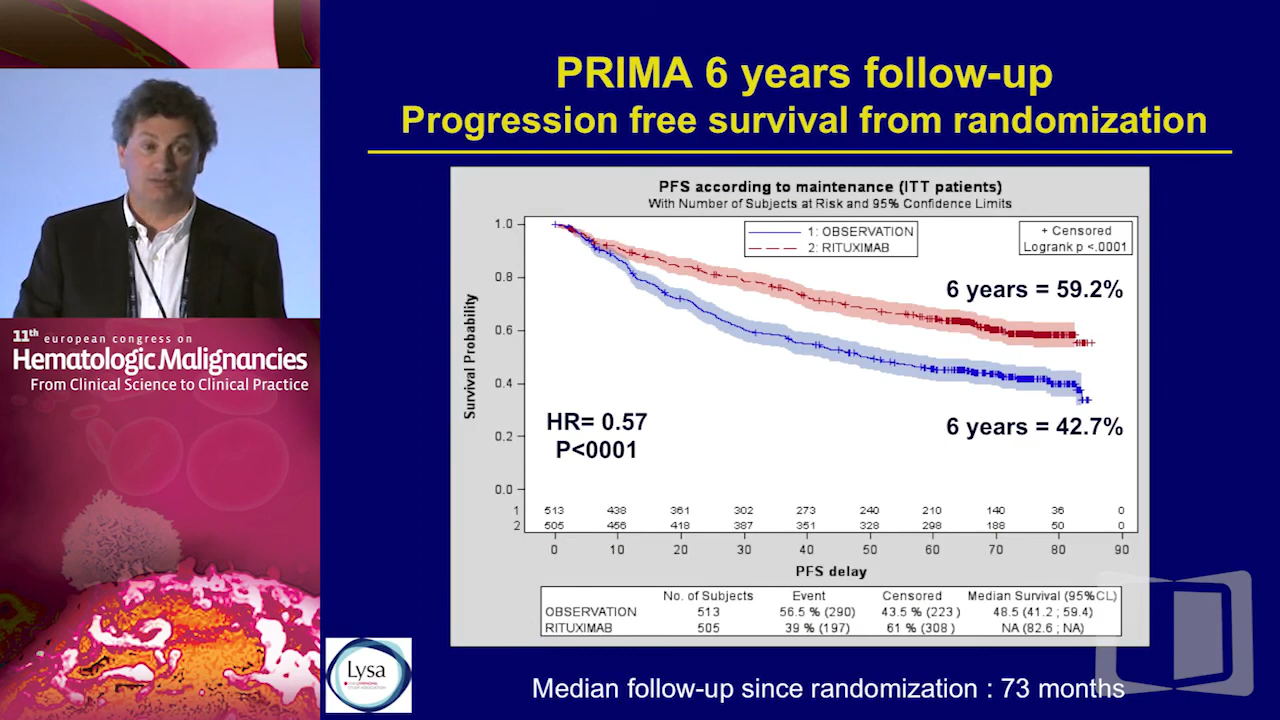 PRIMA 6 years follow-up
Progression free survival from randomization
11th european congress on
Hematologic Malignancies
From Clinical Science to Clinical Practice
PFS according to maintenance (ITT patients)
With Number of Subjects at Risk and 95% Confidence Limits
1: OBSERVATION
2: RITUXIMAB
+ Censored
Logrank p <.0001
Survival Probability
1.0
0.8
0.6
0.4
0.2
0.0
6 years = 59.2%
6 years = 42.7%
HR= 0.57
P<0001
1 513 438 361 302 273 240 210 140 36 0
2 505 456 418 387 351 328 298 188 50 0
0 10 20 30 40 50 60 70 80 90
PFS delay
No. of Subjects Event Censored Median Survival (95%CL)
OBSERVATION 513 56.5 % (290) 43.5 % (223 ) 48.5 (41.2 ; 59.4)
RITUXIMAB 505 39 % (197) 61 % (308 ) NA (82.6 ; NA)
Lysa
Median follow-up since randomization : 73 months